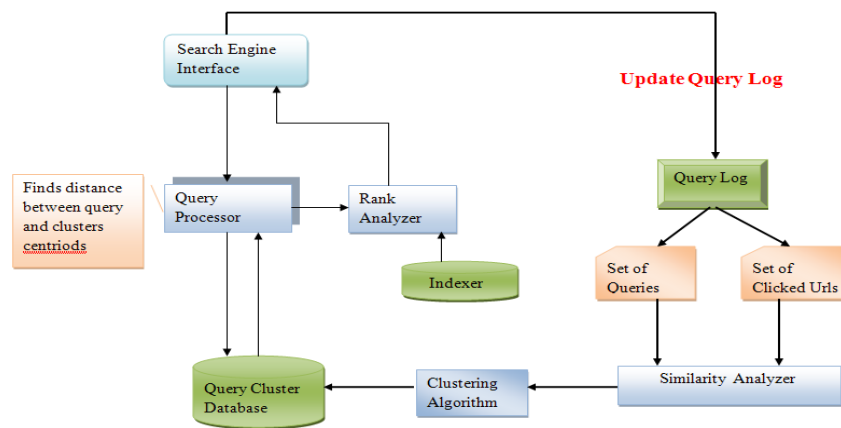 Search Engine
Interface
Update Query Log
Finds distance
between query
and clusters
centriods
Query
Processor
Rank
Analyzer
Query Log
Indexer
Set of
Queries
Set of
Clicked Urls
Query Cluster
Database
Clustering
Algorithm
Similarity Analyzer